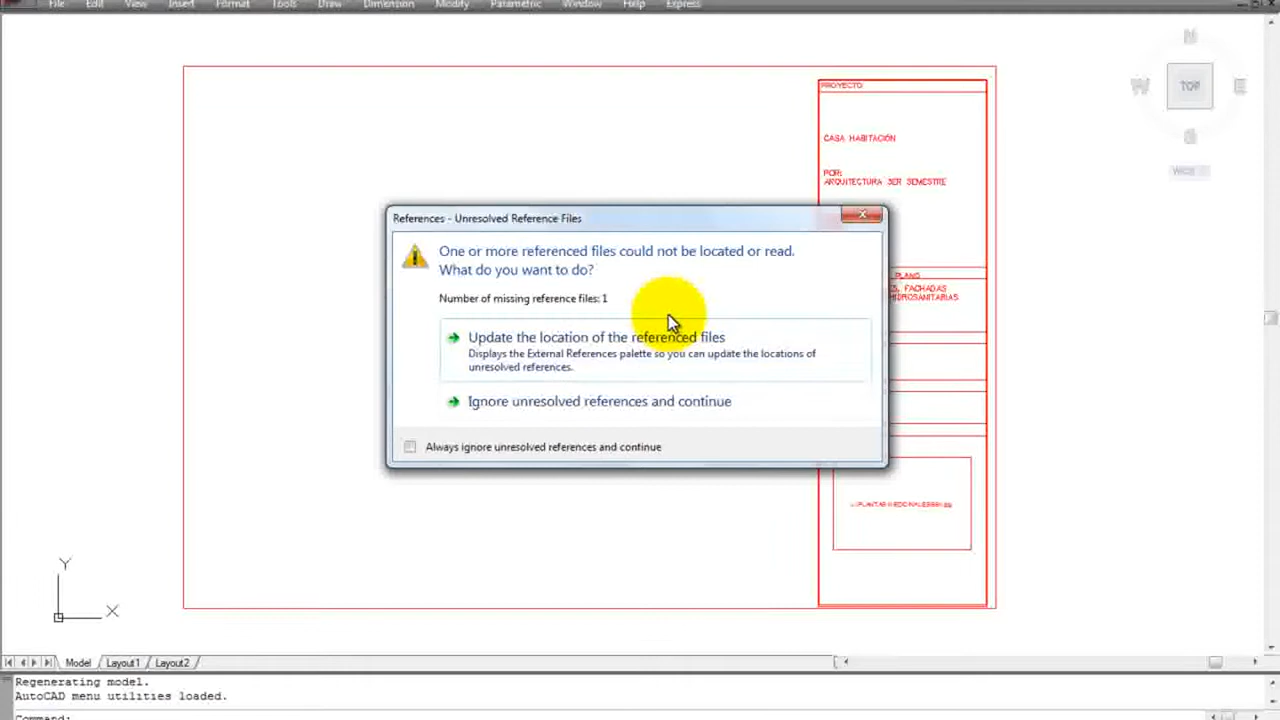 File Edit View Insert Format Tools Draw Dimension Modify Parametric Window Help Express
N
W TOP E
S
PROYECTO:
CASA HABITACIÓN
POR:
ARQUITECTURA 3ER SEMESTRE
References - Unresolved Reference Files
One or more referenced files could not be located or read.
What do you want to do?
Number of missing reference files: 1
PLANO
FACHADAS
HIDROSANITARIAS
Update the location of the referenced files
Displays the External References palette so you can update the locations of
unresolved references.
Ignore unresolved references and continue
Always ignore unresolved references and continue
Y
X
Model Layout1 Layout2
Regenerating model.
AutoCAD menu utilities loaded.
Command: